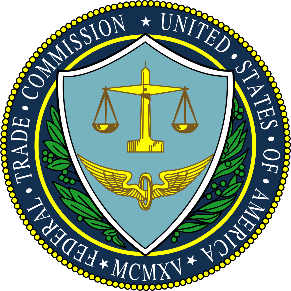 FEDERAL · TRADE · COMMISSION ★ UNITED · STATES · OF · AMERICA
★ MCMXV ★